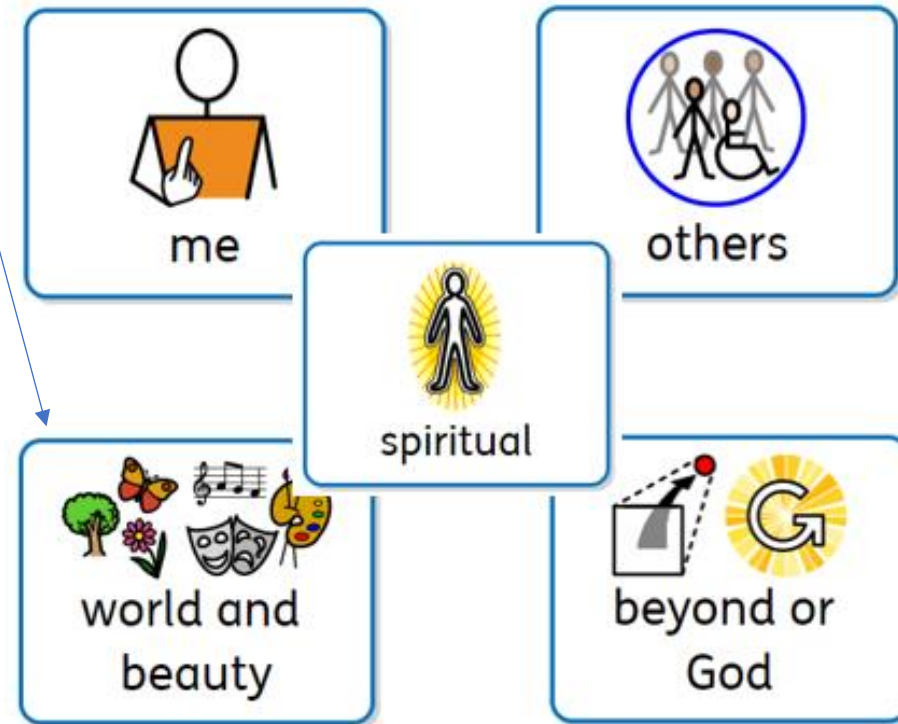 me
others
spiritual
world and
beauty
beyond or
God